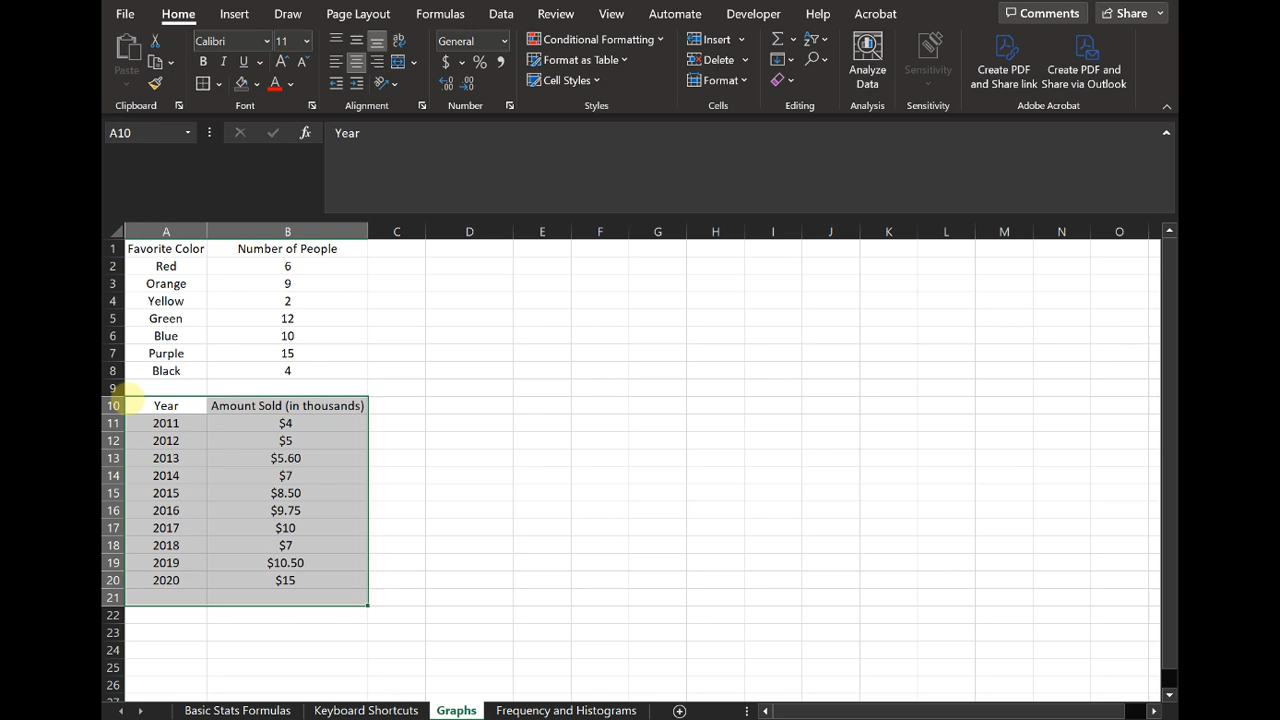 File Home Insert Draw Page Layout Formulas Data Review View Automate Developer Help Acrobat Comments Share
Calibri 11 General Conditional Formatting Insert
Paste B I U $ % , Format as Table Delete Analyze Data Sensitivity Create PDF and Share link Create PDF and Share via Outlook
Cell Styles Format
Clipboard Font Alignment Number Styles Cells Editing Analysis Sensitivity Adobe Acrobat
A10 fx Year
A B C D E F G H I J K L M N O
1 Favorite Color Number of People
2 Red 6
3 Orange 9
4 Yellow 2
5 Green 12
6 Blue 10
7 Purple 15
8 Black 4
9
10 Year Amount Sold (in thousands)
11 2011 $4
12 2012 $5
13 2013 $5.60
14 2014 $7
15 2015 $8.50
16 2016 $9.75
17 2017 $10
18 2018 $7
19 2019 $10.50
20 2020 $15
21
22
23
24
25
26
27
Basic Stats Formulas Keyboard Shortcuts Graphs Frequency and Histograms